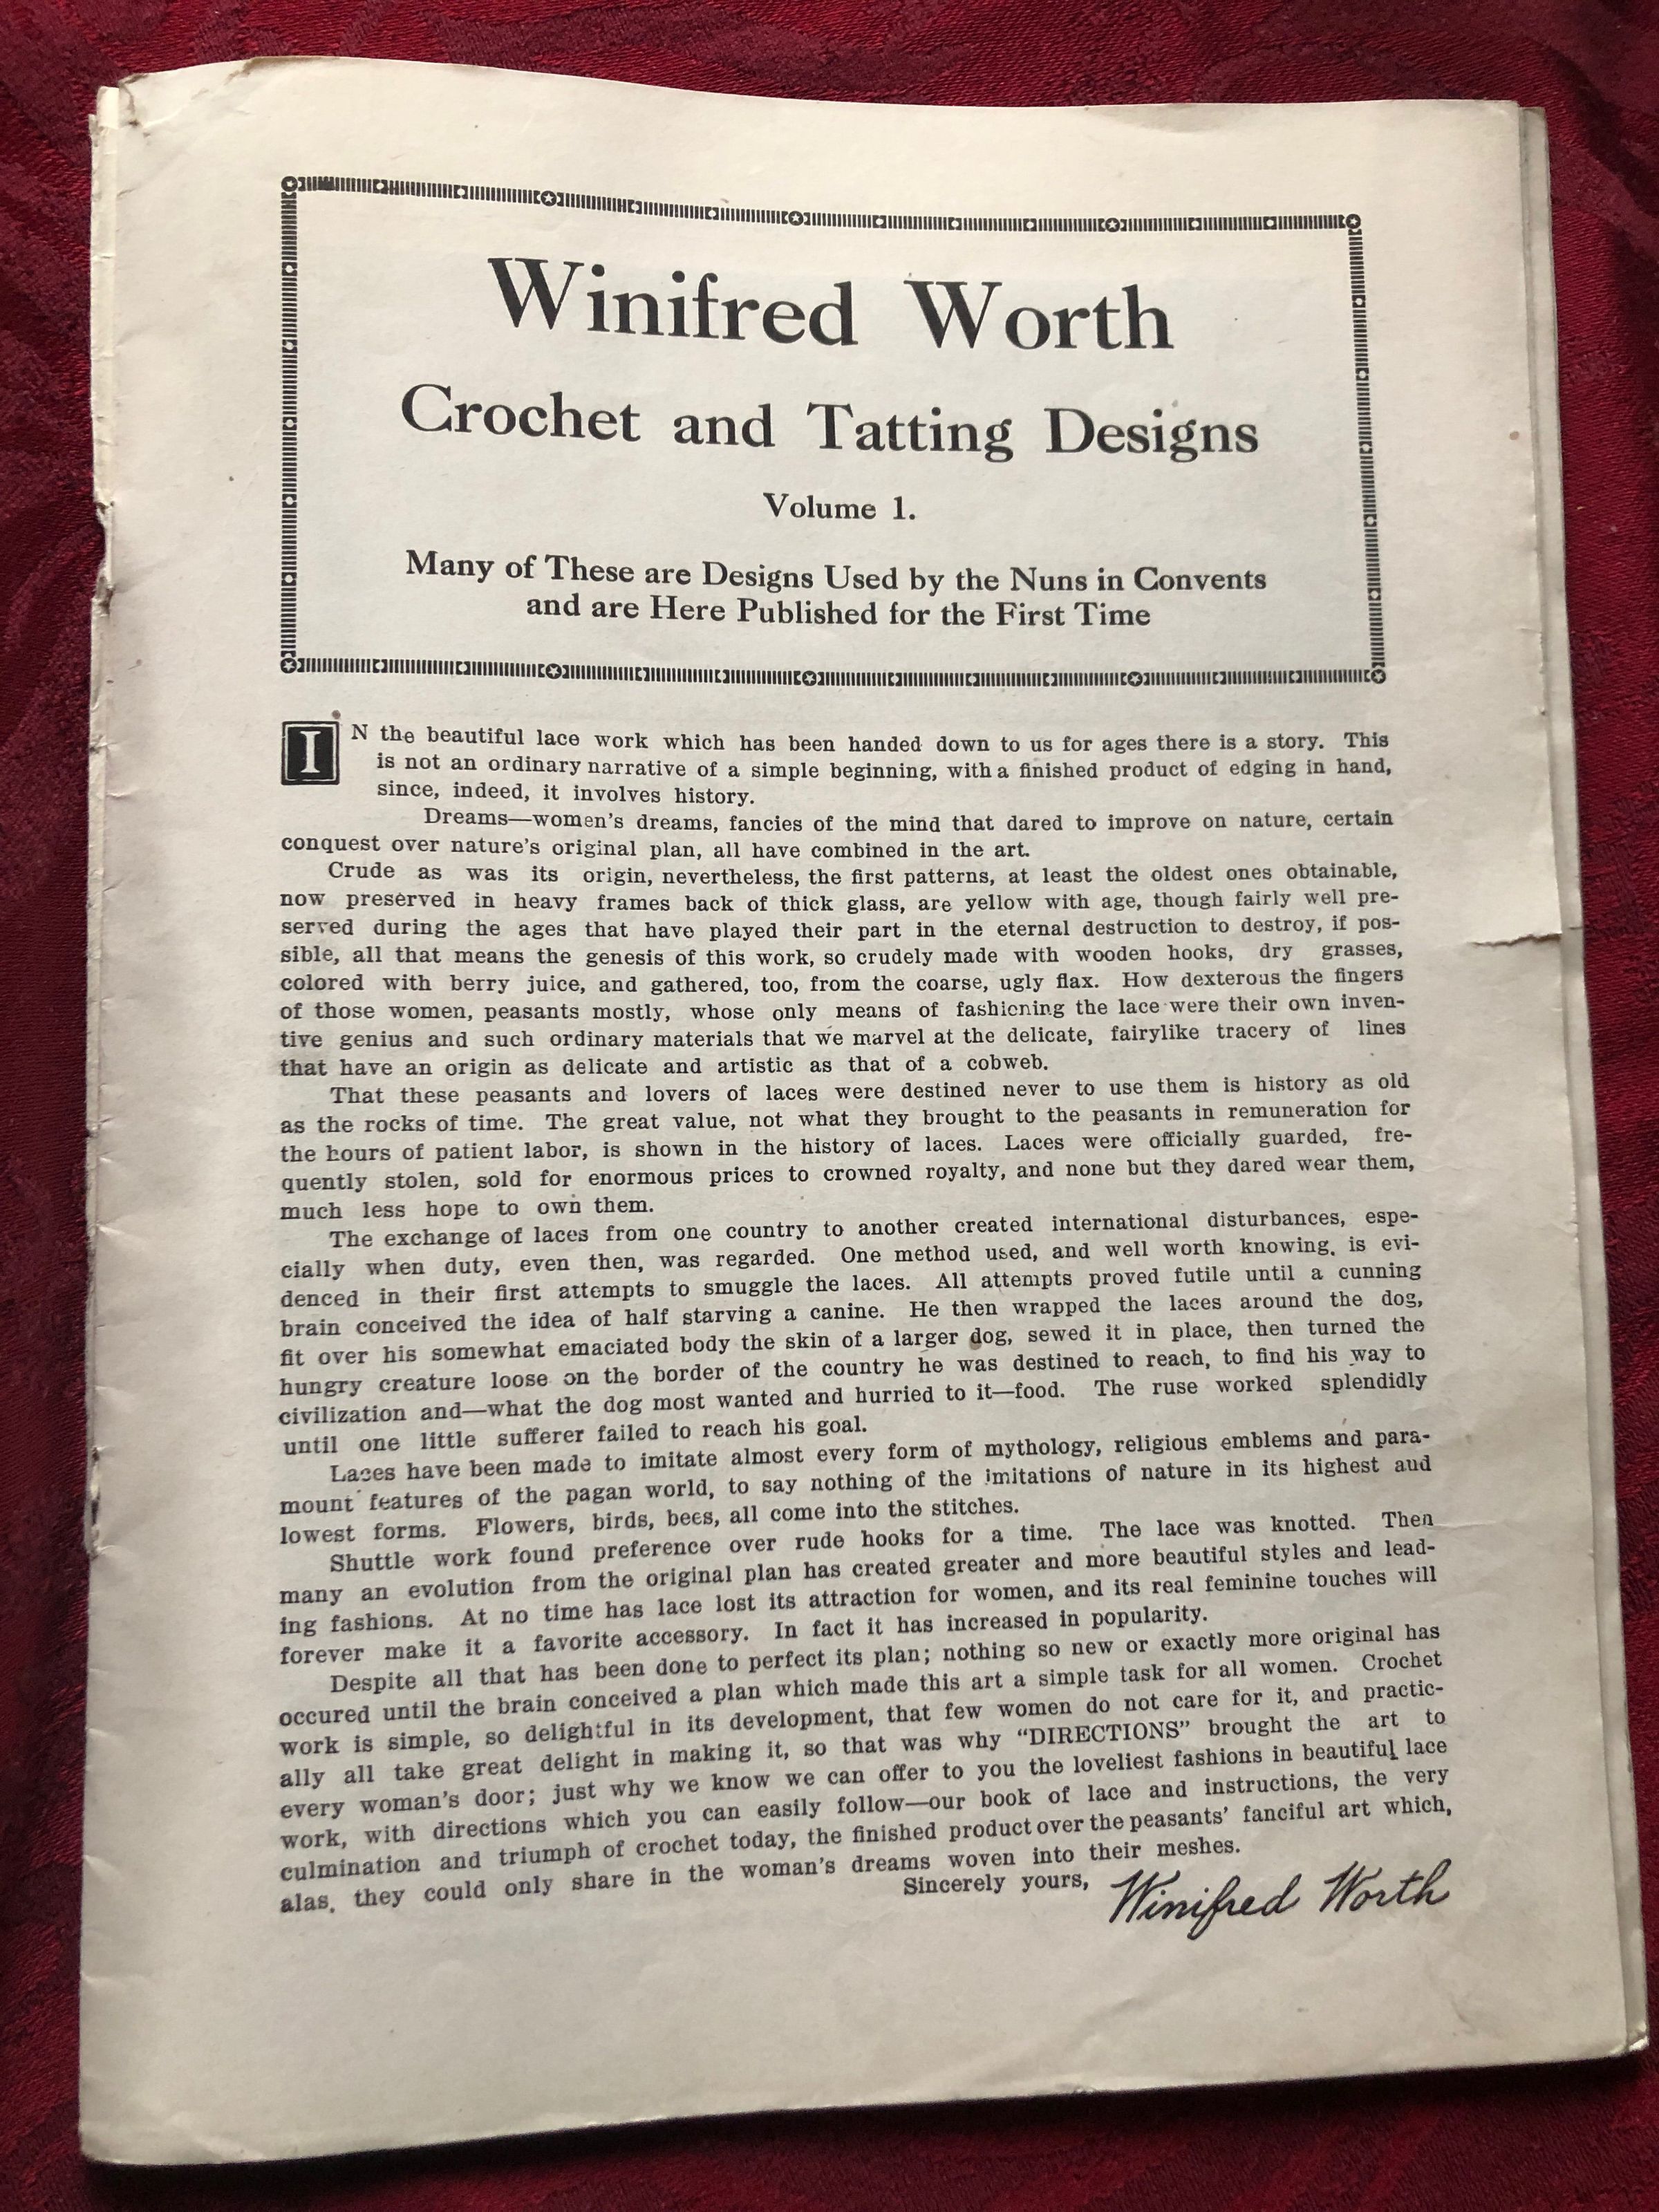 Winifred Worth
Crochet and Tatting Designs
Volume 1.
Many of These are Designs Used by the Nuns in Convents
and are Here Published for the First Time
IN the beautiful lace work which has been handed down to us for ages there is a story. This
is not an ordinary narrative of a simple beginning, with a finished product of edging in hand,
since, indeed, it involves history.
Dreams—women's dreams, fancies of the mind that dared to improve on nature, certain
conquest over nature's original plan, all have combined in the art.
Crude as was its origin, nevertheless, the first patterns, at least the oldest ones obtainable,
now preserved in heavy frames back of thick glass, are yellow with age, though fairly well pre-
served during the ages that have played their part in the eternal destruction to destroy, if pos-
sible, all that means the genesis of this work, so crudely made with wooden hooks, dry grasses,
colored with berry juice, and gathered, too, from the coarse, ugly flax. How dexterous the fingers
of those women, peasants mostly, whose only means of fashioning the lace were their own inven-
tive genius and such ordinary materials that we marvel at the delicate, fairylike tracery of lines
that have an origin as delicate and artistic as that of a cobweb.
That these peasants and lovers of laces were destined never to use them is history as old
as the rocks of time. The great value, not what they brought to the peasants in remuneration for
the hours of patient labor, is shown in the history of laces. Laces were officially guarded, fre-
quently stolen, sold for enormous prices to crowned royalty, and none but they dared wear them,
much less hope to own them.
The exchange of laces from one country to another created international disturbances, espe-
cially when duty, even then, was regarded. One method used, and well worth knowing, is evi-
denced in their first attempts to smuggle the laces. All attempts proved futile until a cunning
brain conceived the idea of half starving a canine. He then wrapped the laces around the dog,
fit over his somewhat emaciated body the skin of a larger dog, sewed it in place, then turned the
hungry creature loose on the border of the country he was destined to reach, to find his way to
civilization and—what the dog most wanted and hurried to it—food. The ruse worked splendidly
until one little sufferer failed to reach his goal.
Laces have been made to imitate almost every form of mythology, religious emblems and para-
mount features of the pagan world, to say nothing of the imitations of nature in its highest aud
lowest forms. Flowers, birds, bees, all come into the stitches.
Shuttle work found preference over rude hooks for a time. The lace was knotted. Then
many an evolution from the original plan has created greater and more beautiful styles and lead-
ing fashions. At no time has lace lost its attraction for women, and its real feminine touches will
forever make it a favorite accessory. In fact it has increased in popularity.
Despite all that has been done to perfect its plan; nothing so new or exactly more original has
occured until the brain conceived a plan which made this art a simple task for all women. Crochet
work is simple, so delightful in its development, that few women do not care for it, and practic-
ally all take great delight in making it, so that was why "DIRECTIONS" brought the art to
every woman's door; just why we know we can offer to you the loveliest fashions in beautiful lace
work, with directions which you can easily follow—our book of lace and instructions, the very
culmination and triumph of crochet today, the finished product over the peasants' fanciful art which,
alas, they could only share in the woman's dreams woven into their meshes.
Sincerely yours, Winifred Worth